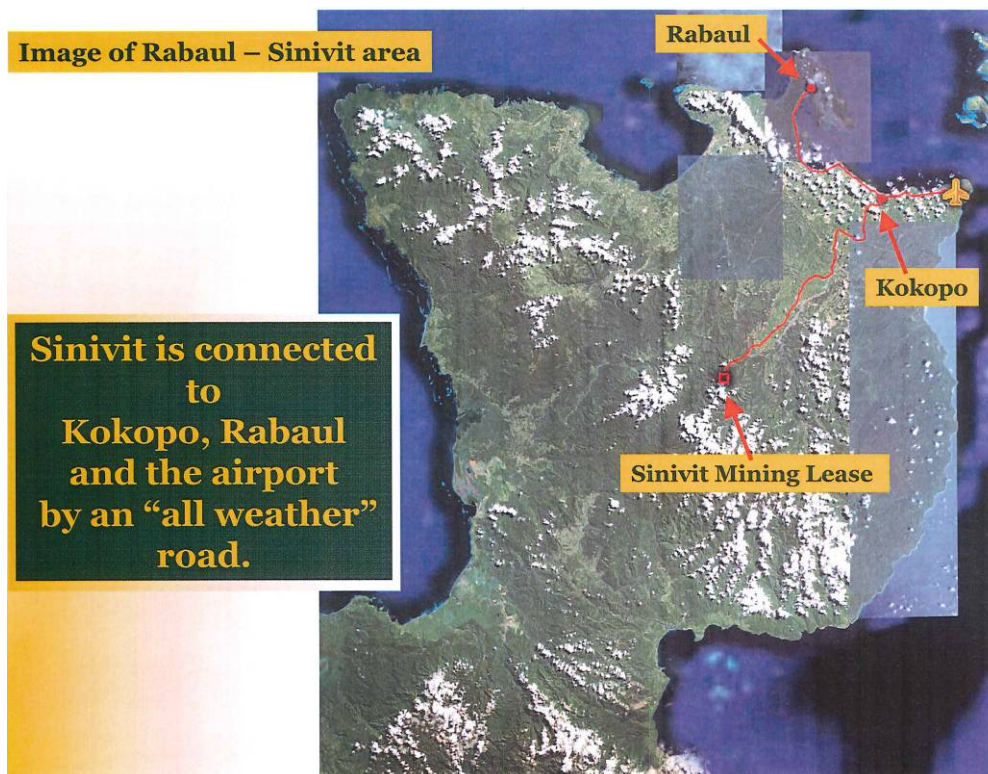 Image of Rabaul – Sinivit area
Rabaul
Kokopo
Sinivit is connected
to
Kokopo, Rabaul
and the airport
by an “all weather”
road.
Sinivit Mining Lease